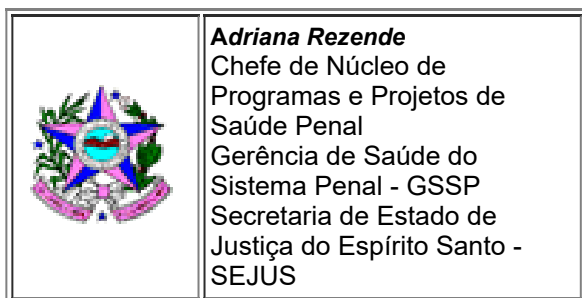 Adriana Rezende
Chefe de Núcleo de
Programas e Projetos de
Saúde Penal
Gerência de Saúde do
Sistema Penal - GSSP
Secretaria de Estado de
Justiça do Espírito Santo -
SEJUS